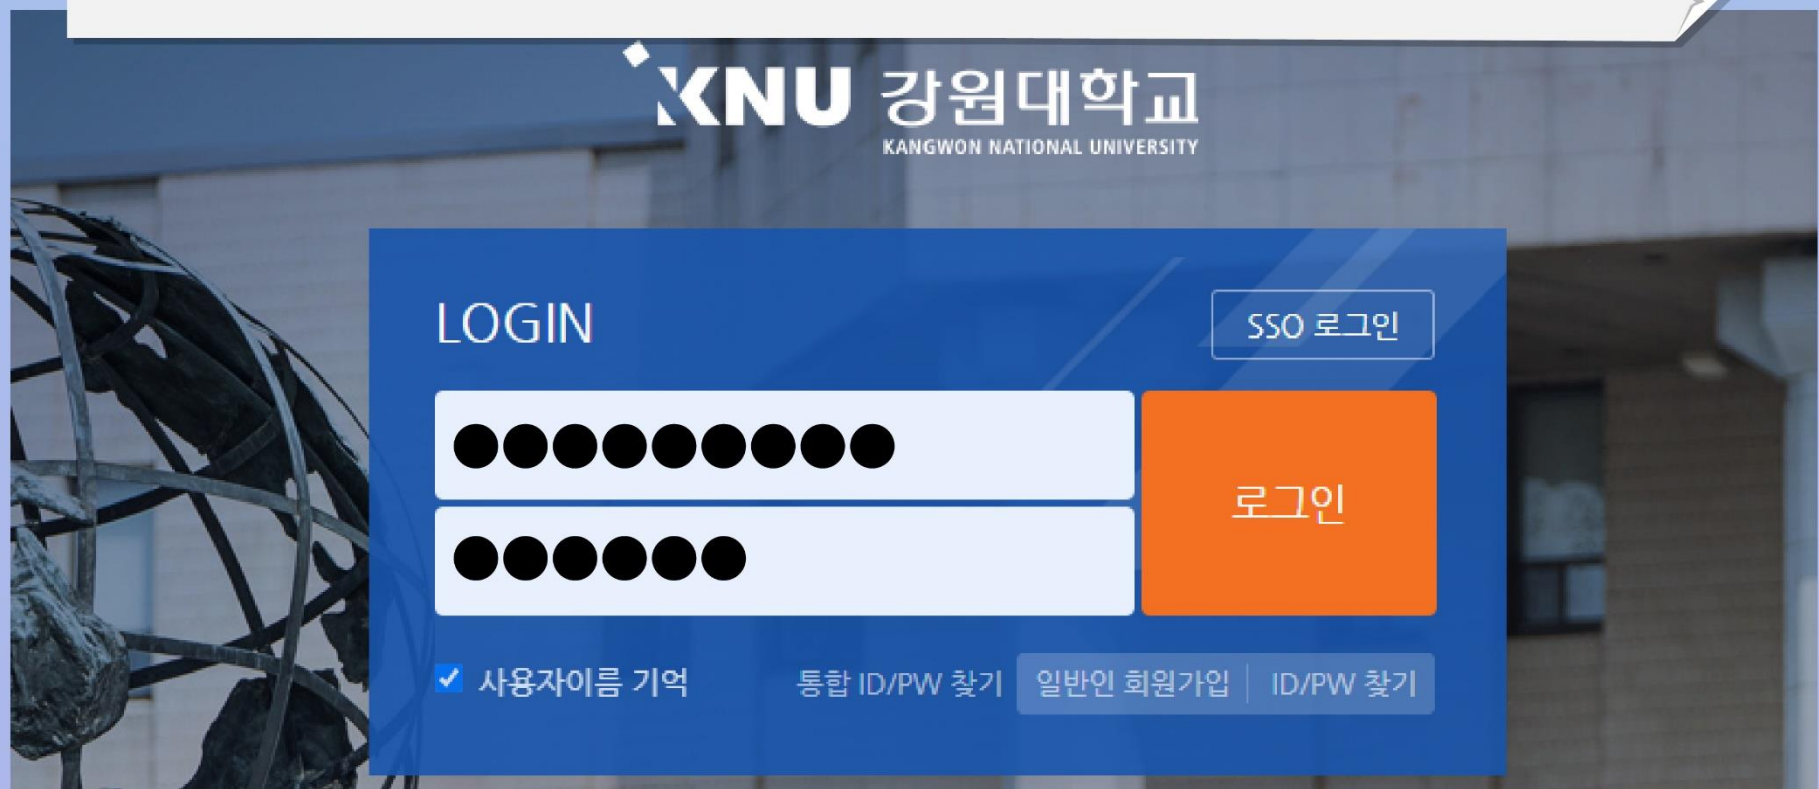 KNU 강원대학교
KANGWON NATIONAL UNIVERSITY
LOGIN
SSO 로그인
●●●●●●●●●
●●●●●●
로그인
사용자이름 기억 통합 ID/PW 찾기 일반인 회원가입 ID/PW 찾기